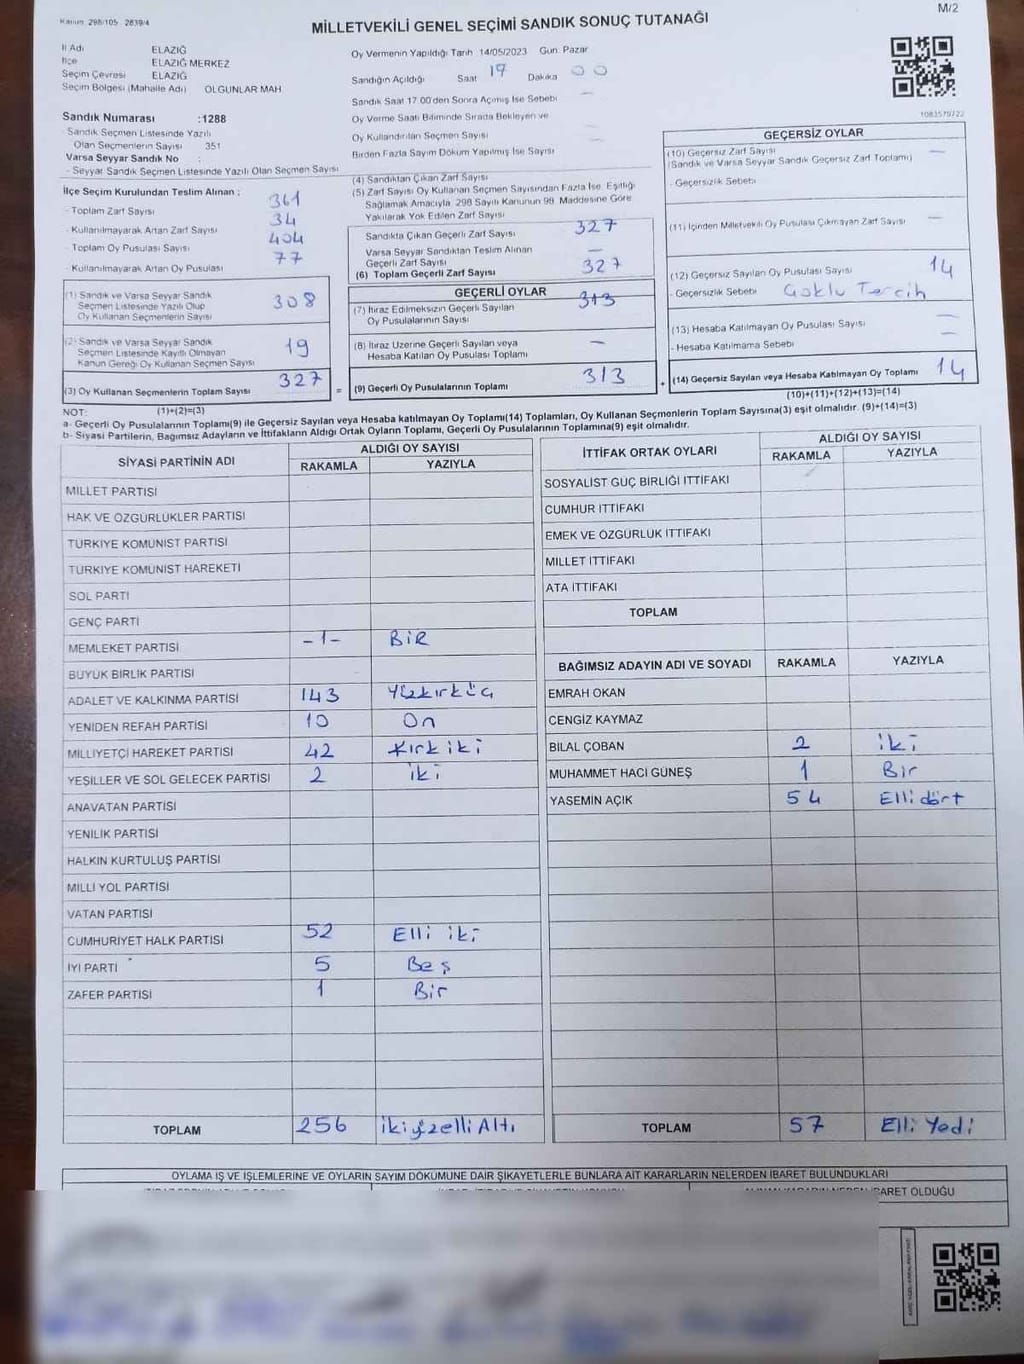 Kanun 298/105 - 2839/4
M/2
MİLLETVEKİLİ GENEL SEÇİMİ SANDIK SONUÇ TUTANAĞI
İl Adı ELAZIĞ
İlçe ELAZIĞ MERKEZ
Seçim Çevresi ELAZIĞ
Seçim Bölgesi (Mahalle Adı) OLGUNLAR MAH
Sandık Numarası :1288
- Sandık Seçmen Listesinde Yazılı
Olan Seçmenlerin Sayısı 351
Varsa Seyyar Sandık No :
- Seyyar Sandık Seçmen Listesinde Yazılı Olan Seçmen Sayısı
İlçe Seçim Kurulundan Teslim Alınan ;
- Toplam Zarf Sayısı 361
- Kullanılmayarak Artan Zarf Sayısı 34
- Toplam Oy Pusulası Sayısı 404
- Kullanılmayarak Artan Oy Pusulası 77
(1) Sandık ve Varsa Seyyar Sandık
Seçmen Listesinde Yazılı Olup
Oy Kullanan Seçmenlerin Sayısı 308
(2) Sandık ve Varsa Seyyar Sandık
Seçmen Listesinde Kayıtlı Olmayan
Kanun Gereği Oy Kullanan Seçmen Sayısı 19
(3) Oy Kullanan Seçmenlerin Toplam Sayısı 327
Oy Vermenin Yapıldığı Tarih 14/05/2023 Gün Pazar
Sandığın Açıldığı Saat 17 Dakika 00
Sandık Saat 17.00'den Sonra Açımış İse Sebebi —
Oy Verme Saati Bitiminde Sırada Bekleyen ve
Oy Kullandırılan Seçmen Sayısı —
Birden Fazla Sayım Döküm Yapılmış İse Sayısı —
(4) Sandıktan Çıkan Zarf Sayısı
(5) Zarf Sayısı Oy Kullanan Seçmen Sayısından Fazla İse, Eşitliği
Sağlamak Amacıyla, 298 Sayılı Kanunun 98. Maddesine Göre
Yakılarak Yok Edilen Zarf Sayısı
Sandıkta Çıkan Geçerli Zarf Sayısı 327
Varsa Seyyar Sandıktan Teslim Alınan
Geçerli Zarf Sayısı —
(6) Toplam Geçerli Zarf Sayısı 327
GEÇERLİ OYLAR
(7) İtiraz Edilmeksizin Geçerli Sayılan
Oy Pusulalarının Sayısı 313
(8) İtiraz Üzerine Geçerli Sayılan veya
Hesaba Katılan Oy Pusulası Toplamı —
= (9) Geçerli Oy Pusulalarının Toplamı 313 +
1083579722
GEÇERSİZ OYLAR
(10) Geçersiz Zarf Sayısı —
(Sandık ve Varsa Seyyar Sandık Geçersiz Zarf Toplamı)
- Geçersizlik Sebebi
(11) İçinden Milletvekili Oy Pusulası Çıkmayan Zarf Sayısı —
(12) Geçersiz Sayılan Oy Pusulası Sayısı 14
- Geçersizlik Sebebi Çoklu Tercih
(13) Hesaba Katılmayan Oy Pusulası Sayısı —
- Hesaba Katılmama Sebebi —
(14) Geçersiz Sayılan veya Hesaba Katılmayan Oy Toplamı 14
(10)+(11)+(12)+(13)=(14)
NOT: (1)+(2)=(3)
a- Geçerli Oy Pusulalarının Toplamı(9) ile Geçersiz Sayılan veya Hesaba katılmayan Oy Toplamı(14) Toplamları, Oy Kullanan Seçmenlerin Toplam Sayısına(3) eşit olmalıdır. (9)+(14)=(3)
b- Siyasi Partilerin, Bağımsız Adayların ve İttifakların Aldığı Ortak Oyların Toplamı, Geçerli Oy Pusulalarının Toplamına(9) eşit olmalıdır.
SİYASİ PARTİNİN ADI ALDIĞI OY SAYISI
RAKAMLA YAZIYLA
MİLLET PARTİSİ
HAK VE ÖZGÜRLÜKLER PARTİSİ
TÜRKİYE KOMÜNİST PARTİSİ
TÜRKİYE KOMÜNİST HAREKETİ
SOL PARTİ
GENÇ PARTİ
MEMLEKET PARTİSİ -1- BİR
BÜYÜK BİRLİK PARTİSİ
ADALET VE KALKINMA PARTİSİ 143 Yüzkırküç
YENİDEN REFAH PARTİSİ 10 On
MİLLİYETÇİ HAREKET PARTİSİ 42 Kırk iki
YEŞİLLER VE SOL GELECEK PARTİSİ 2 iki
ANAVATAN PARTİSİ
YENİLİK PARTİSİ
HALKIN KURTULUŞ PARTİSİ
MİLLİ YOL PARTİSİ
VATAN PARTİSİ
CUMHURİYET HALK PARTİSİ 52 Elli iki
İYİ PARTİ 5 Beş
ZAFER PARTİSİ 1 Bir
TOPLAM 256 ikiyüzelli Altı
İTTİFAK ORTAK OYLARI ALDIĞI OY SAYISI
RAKAMLA YAZIYLA
SOSYALİST GÜÇ BİRLİĞİ İTTİFAKI
CUMHUR İTTİFAKI
EMEK VE ÖZGÜRLÜK İTTİFAKI
MİLLET İTTİFAKI
ATA İTTİFAKI
TOPLAM
BAĞIMSIZ ADAYIN ADI VE SOYADI RAKAMLA YAZIYLA
EMRAH OKAN
CENGİZ KAYMAZ
BİLAL ÇOBAN 2 iki
MUHAMMET HACI GÜNEŞ 1 Bir
YASEMİN AÇIK 54 Elli dört
TOPLAM 57 Elli Yedi
OYLAMA İŞ VE İŞLEMLERİNE VE OYLARIN SAYIM DÖKÜMÜNE DAİR ŞİKAYETLERLE BUNLARA AİT KARARLARIN NELERDEN İBARET BULUNDUKLARI
İBARET OLDUĞU